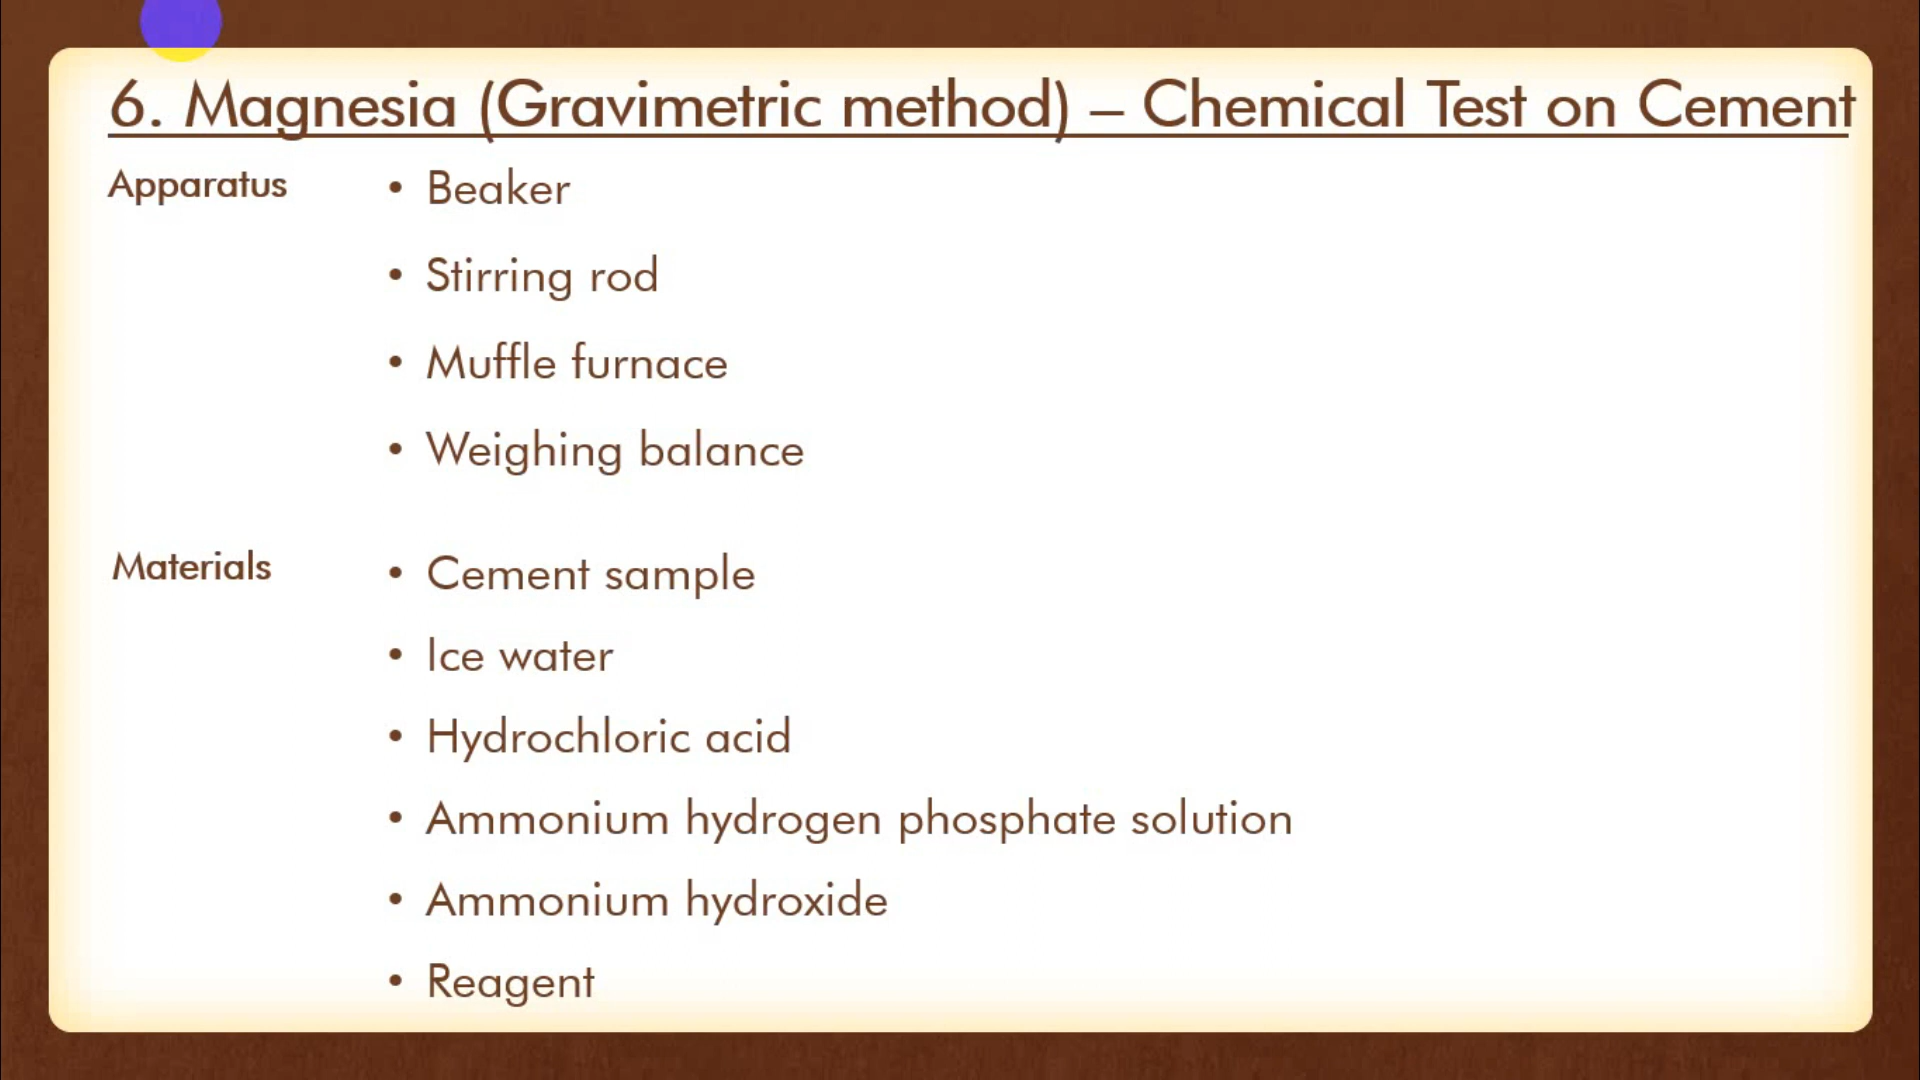 6. Magnesia (Gravimetric method) – Chemical Test on Cement
Apparatus
• Beaker
• Stirring rod
• Muffle furnace
• Weighing balance
Materials
• Cement sample
• Ice water
• Hydrochloric acid
• Ammonium hydrogen phosphate solution
• Ammonium hydroxide
• Reagent